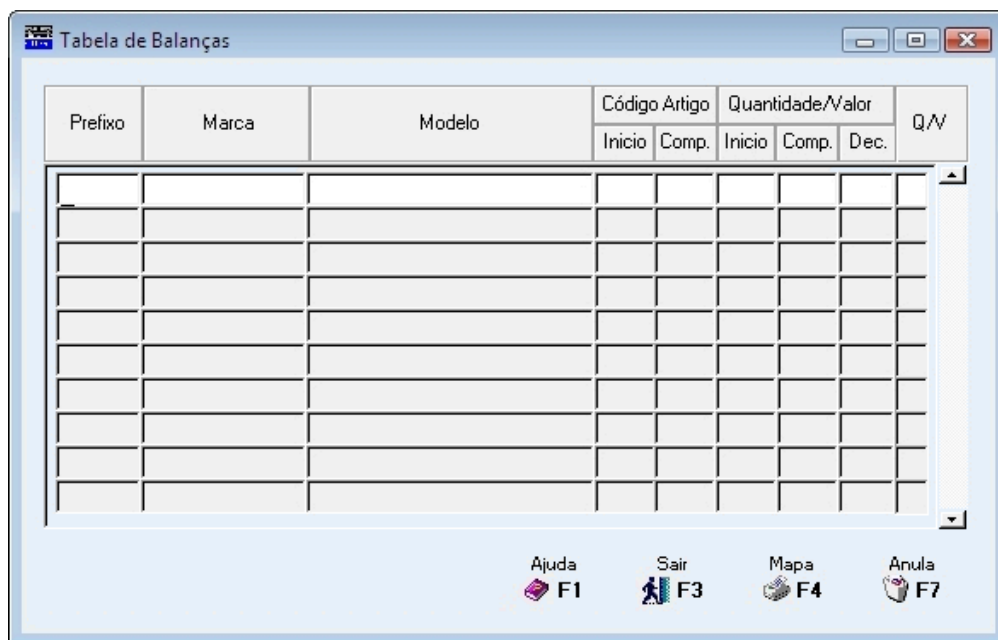 Tabela de Balanças
Prefixo Marca Modelo Código Artigo Quantidade/Valor Q/V
Inicio Comp. Inicio Comp. Dec.
Ajuda Sair Mapa Anula
F1 F3 F4 F7